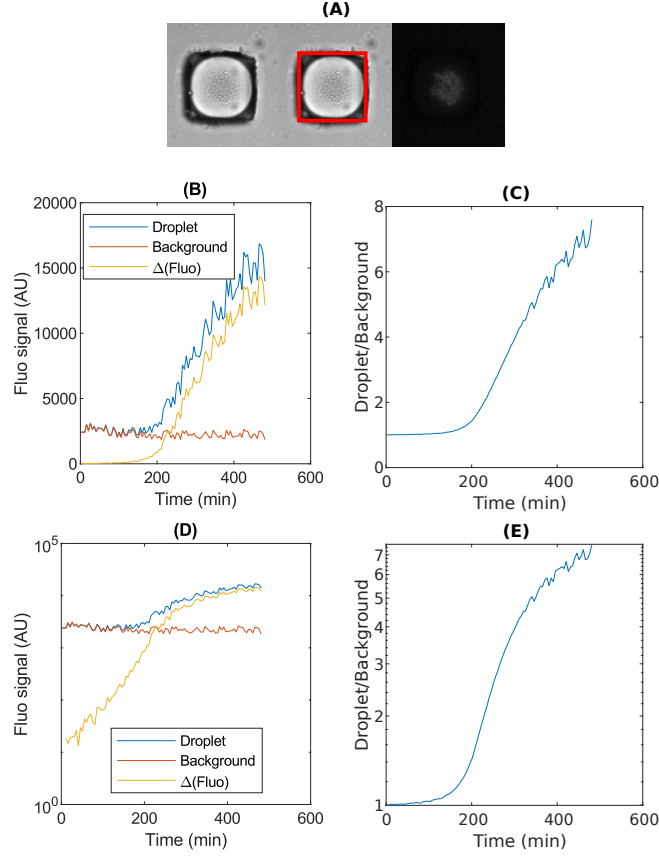 (A)
(B)
20000
15000
10000
5000
0
Fluo signal (AU)
Droplet
Background
Δ(Fluo)
0 200 400 600
Time (min)
(C)
8
6
4
2
0
Droplet/Background
0 200 400 600
Time (min)
(D)
10^5
10^0
Fluo signal (AU)
Droplet
Background
Δ(Fluo)
0 200 400 600
Time (min)
(E)
7
6
5
4
3
2
1
Droplet/Background
0 200 400 600
Time (min)